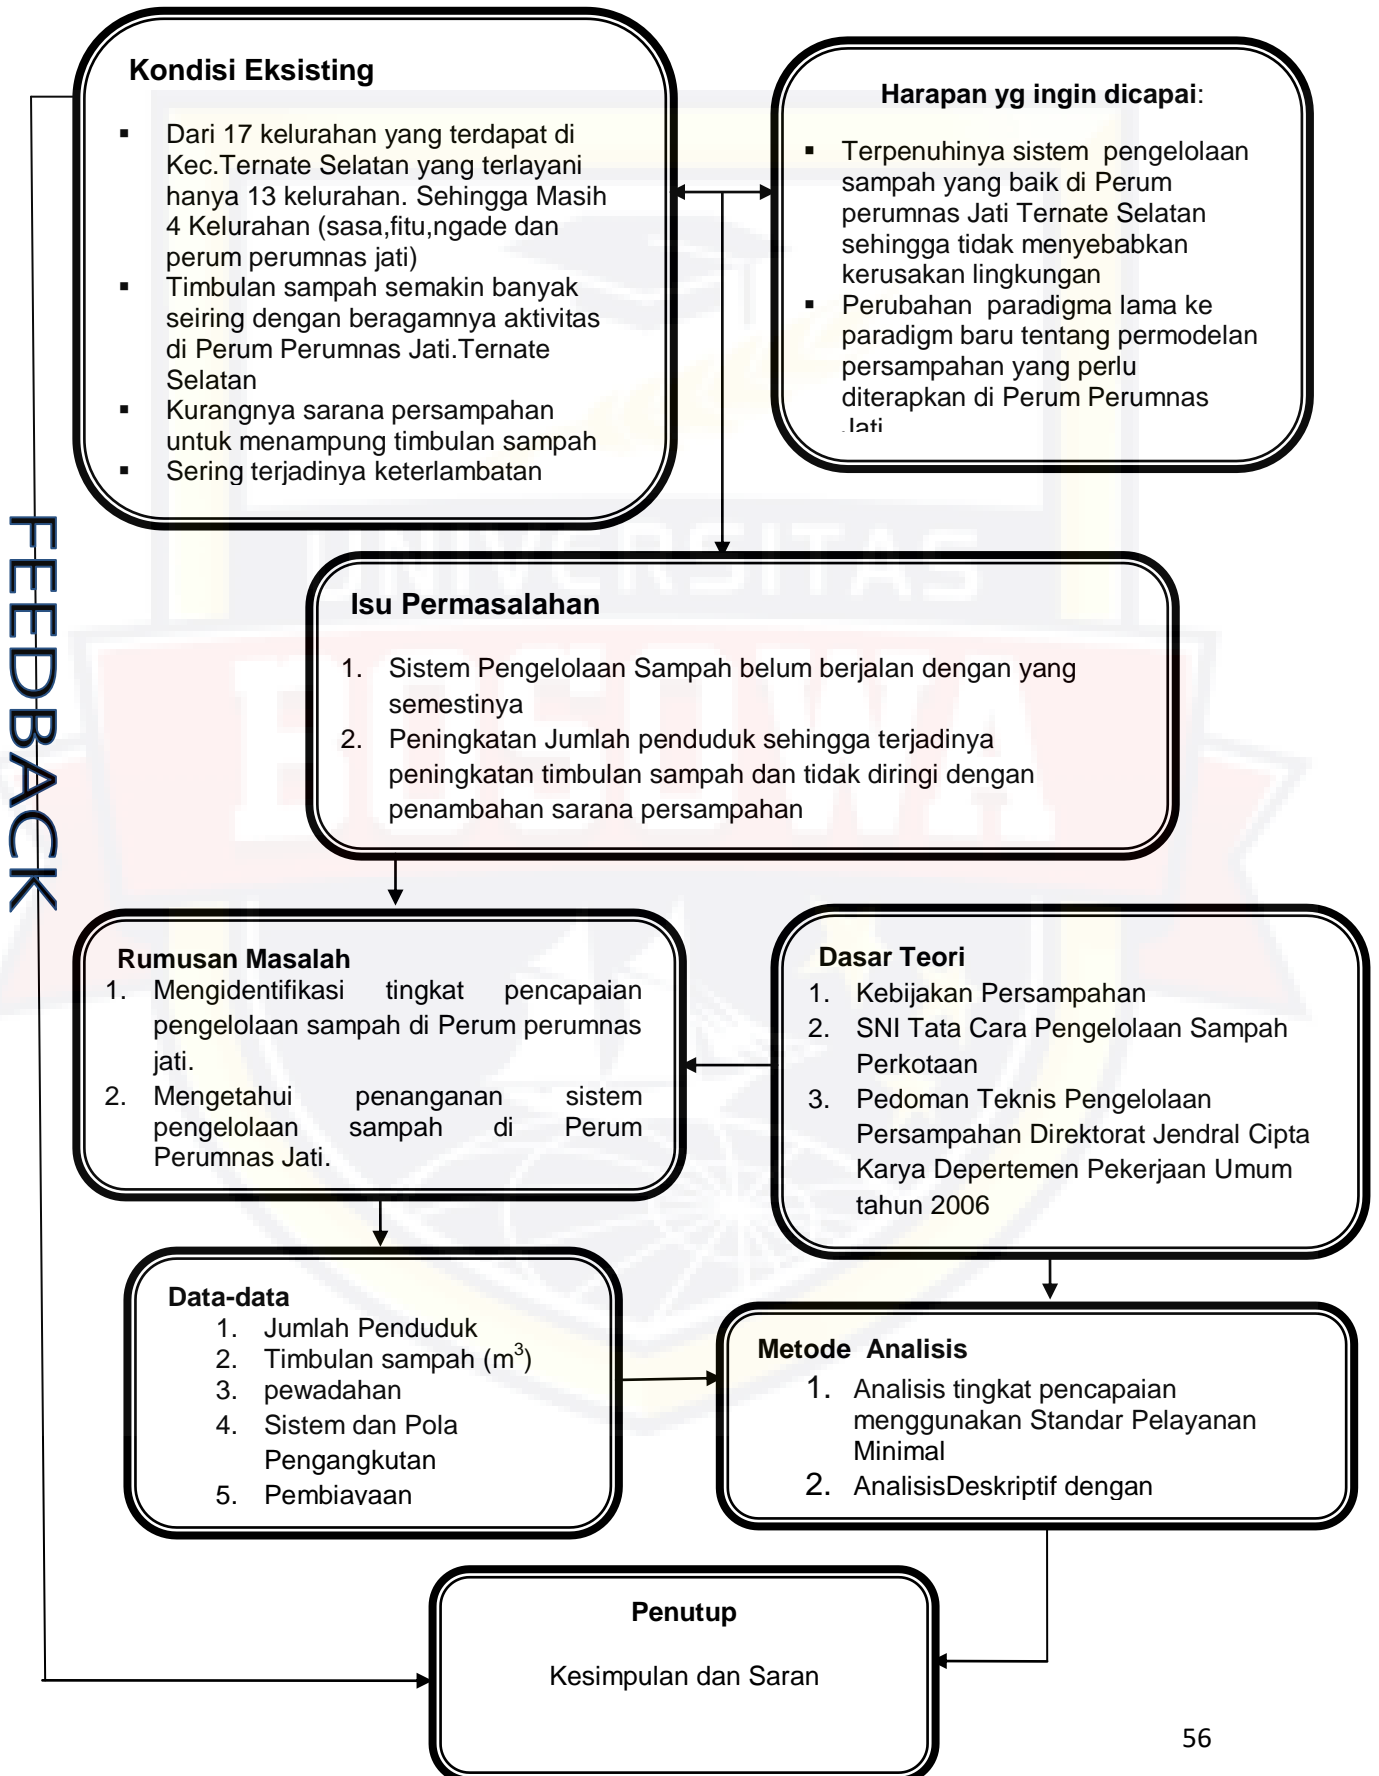 Kondisi Eksisting
▪ Dari 17 kelurahan yang terdapat di
Kec.Ternate Selatan yang terlayani
hanya 13 kelurahan. Sehingga Masih
4 Kelurahan (sasa,fitu,ngade dan
perum perumnas jati)
▪ Timbulan sampah semakin banyak
seiring dengan beragamnya aktivitas
di Perum Perumnas Jati.Ternate
Selatan
▪ Kurangnya sarana persampahan
untuk menampung timbulan sampah
▪ Sering terjadinya keterlambatan
Harapan yg ingin dicapai:
▪ Terpenuhinya sistem pengelolaan
sampah yang baik di Perum
perumnas Jati Ternate Selatan
sehingga tidak menyebabkan
kerusakan lingkungan
▪ Perubahan paradigma lama ke
paradigm baru tentang permodelan
persampahan yang perlu
diterapkan di Perum Perumnas
Jati
FEEDBACK
UNIVERSITAS
BOSOWA
Isu Permasalahan
1. Sistem Pengelolaan Sampah belum berjalan dengan yang
semestinya
2. Peningkatan Jumlah penduduk sehingga terjadinya
peningkatan timbulan sampah dan tidak diringi dengan
penambahan sarana persampahan
Rumusan Masalah
1. Mengidentifikasi tingkat pencapaian
pengelolaan sampah di Perum perumnas
jati.
2. Mengetahui penanganan sistem
pengelolaan sampah di Perum
Perumnas Jati.
Dasar Teori
1. Kebijakan Persampahan
2. SNI Tata Cara Pengelolaan Sampah
Perkotaan
3. Pedoman Teknis Pengelolaan
Persampahan Direktorat Jendral Cipta
Karya Depertemen Pekerjaan Umum
tahun 2006
Data-data
1. Jumlah Penduduk
2. Timbulan sampah (m³)
3. pewadahan
4. Sistem dan Pola
Pengangkutan
5. Pembiayaan
Metode Analisis
1. Analisis tingkat pencapaian
menggunakan Standar Pelayanan
Minimal
2. AnalisisDeskriptif dengan
Penutup
Kesimpulan dan Saran
56